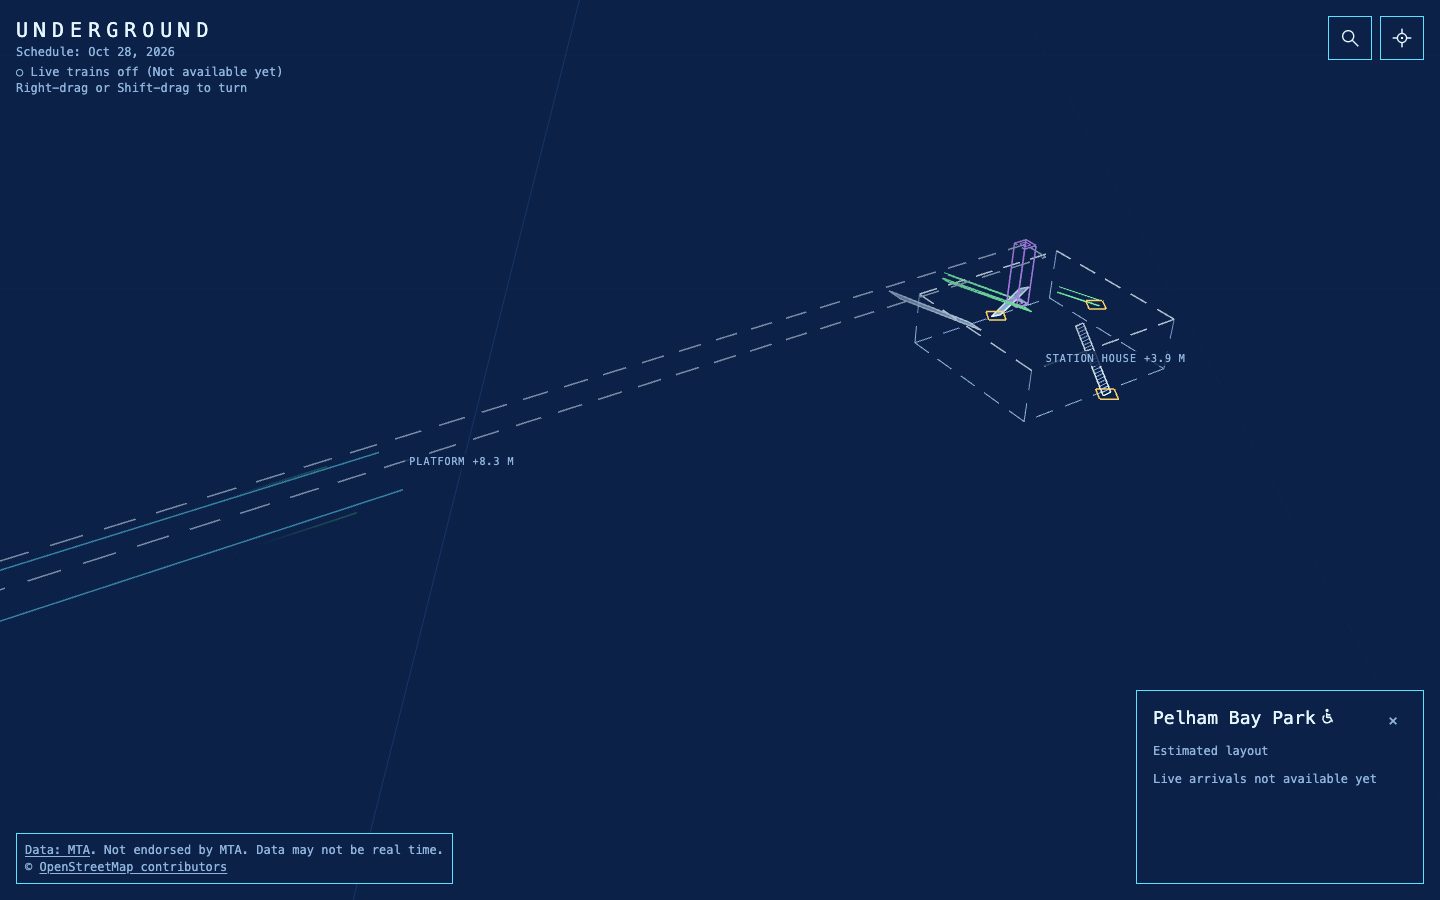 UNDERGROUND
Schedule: Oct 28, 2026
○ Live trains off (Not available yet)
Right-drag or Shift-drag to turn
STATION HOUSE +3.9 M
PLATFORM +8.3 M
Pelham Bay Park
×
Estimated layout
Live arrivals not available yet
Data: MTA. Not endorsed by MTA. Data may not be real time.
© OpenStreetMap contributors